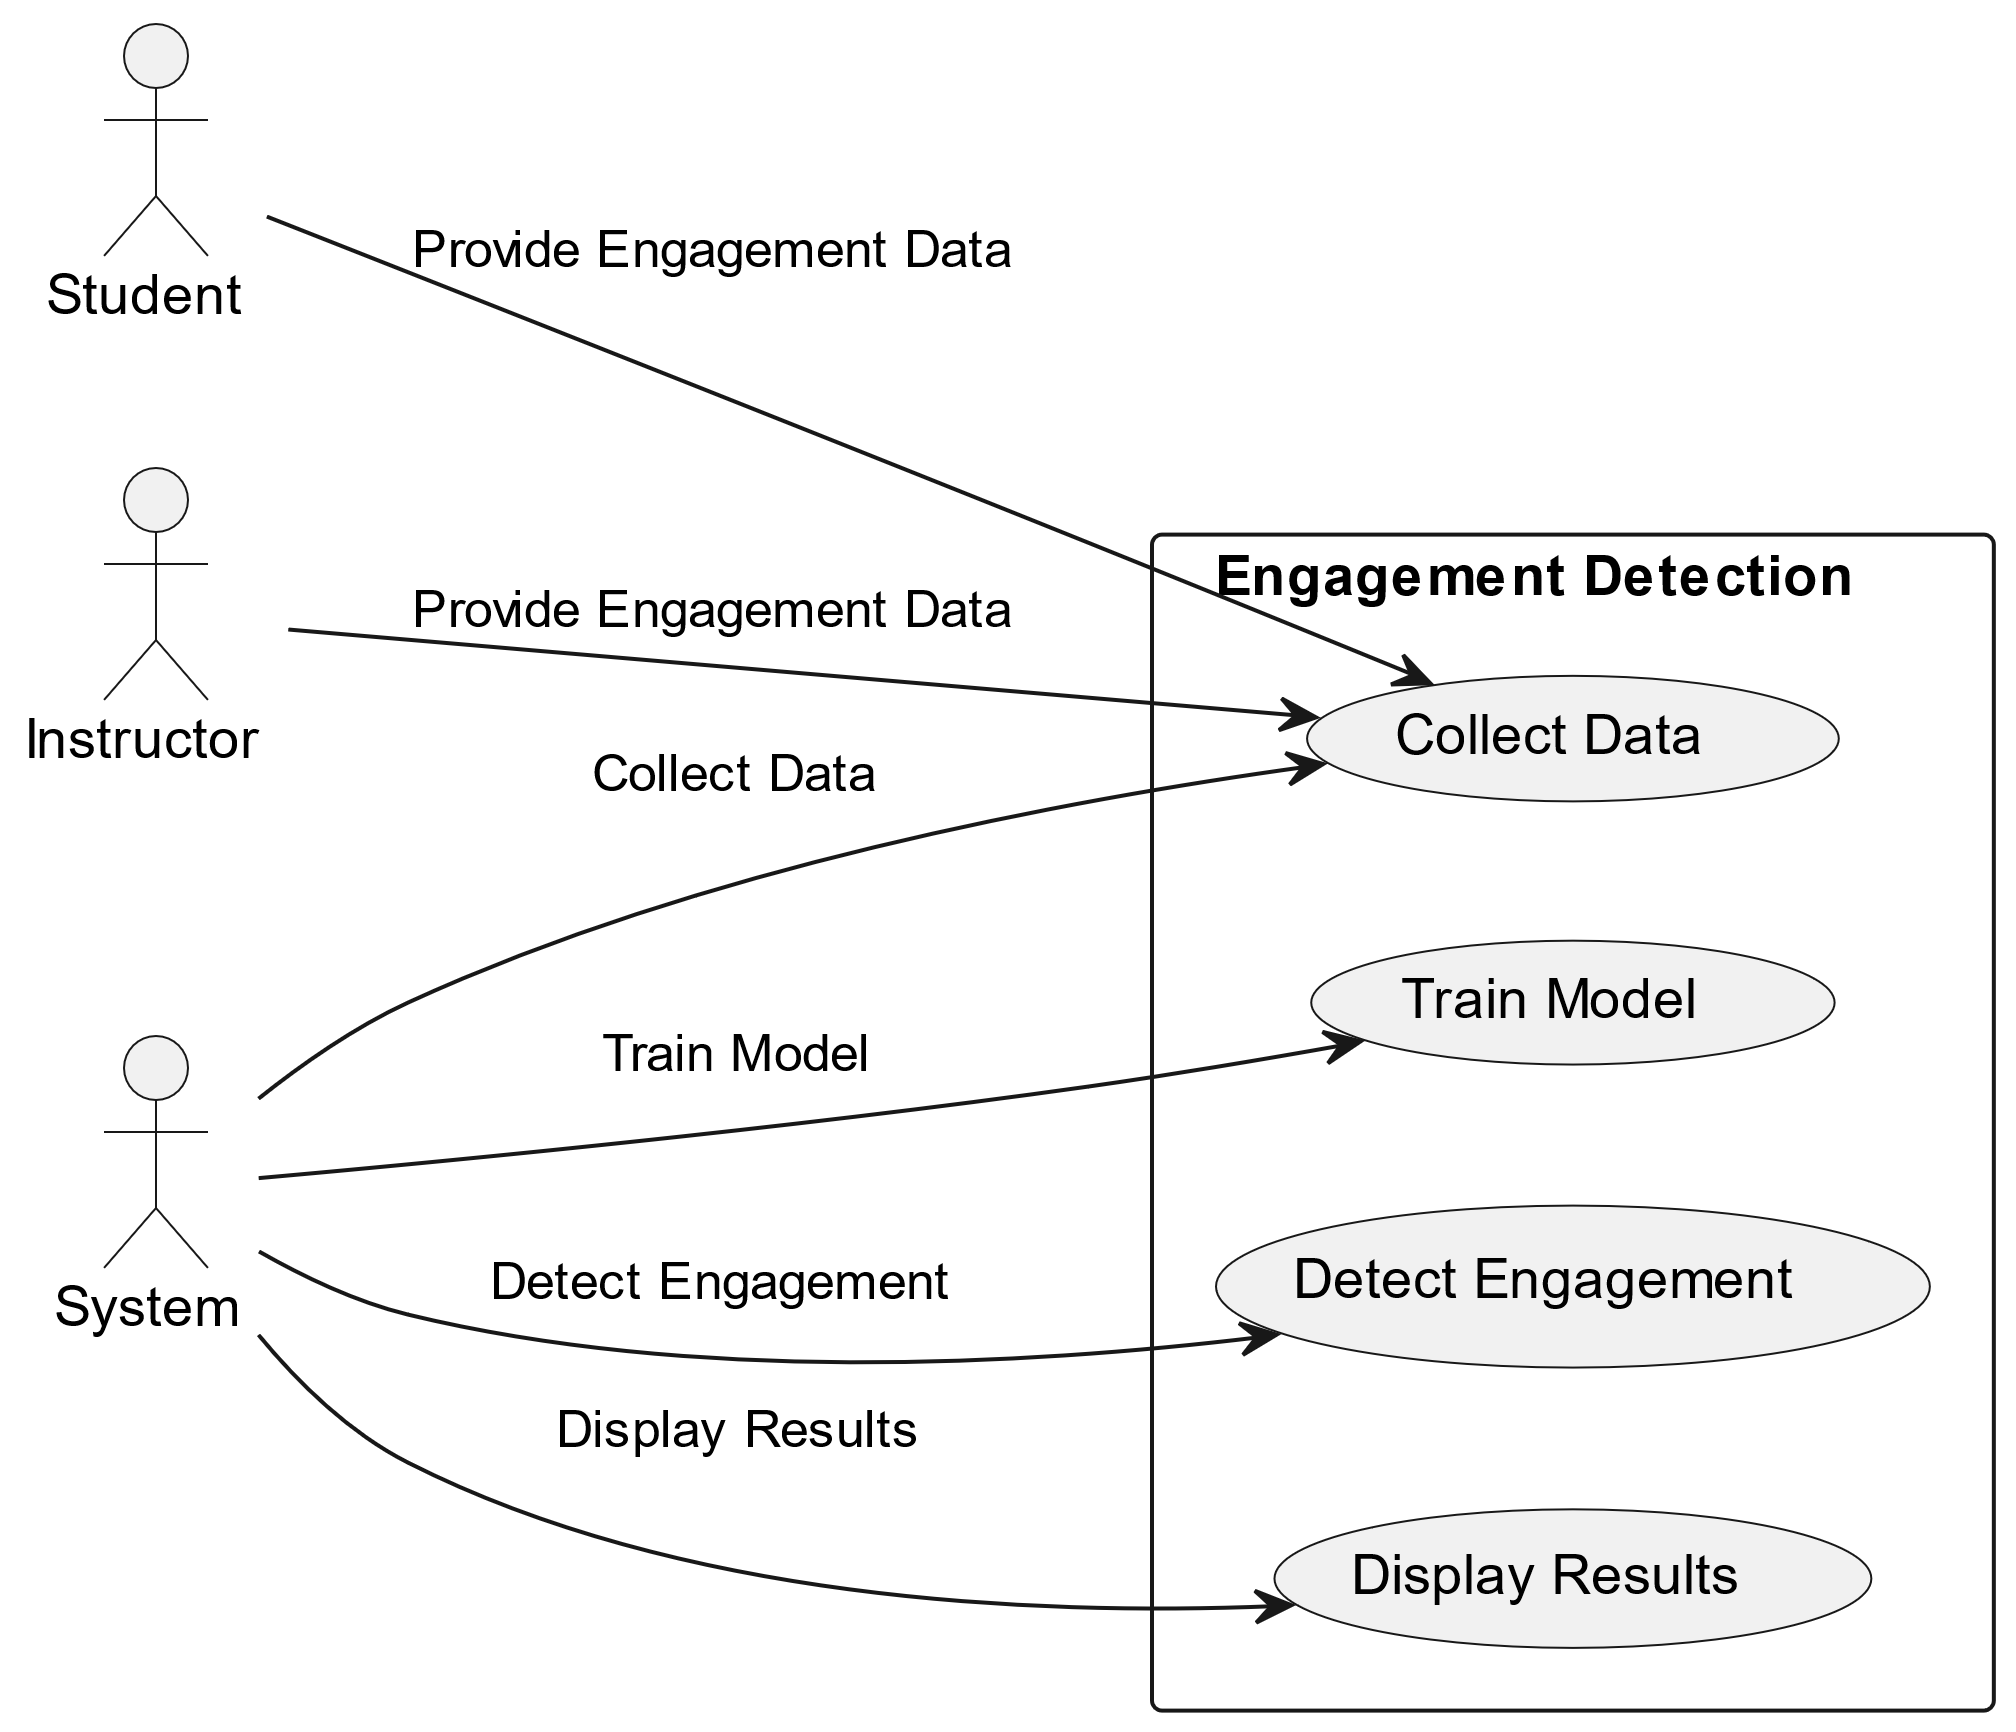 Student
Provide Engagement Data
Engagement Detection
Provide Engagement Data
Instructor
Collect Data
Collect Data
Train Model
Train Model
System
Detect Engagement
Detect Engagement
Display Results
Display Results